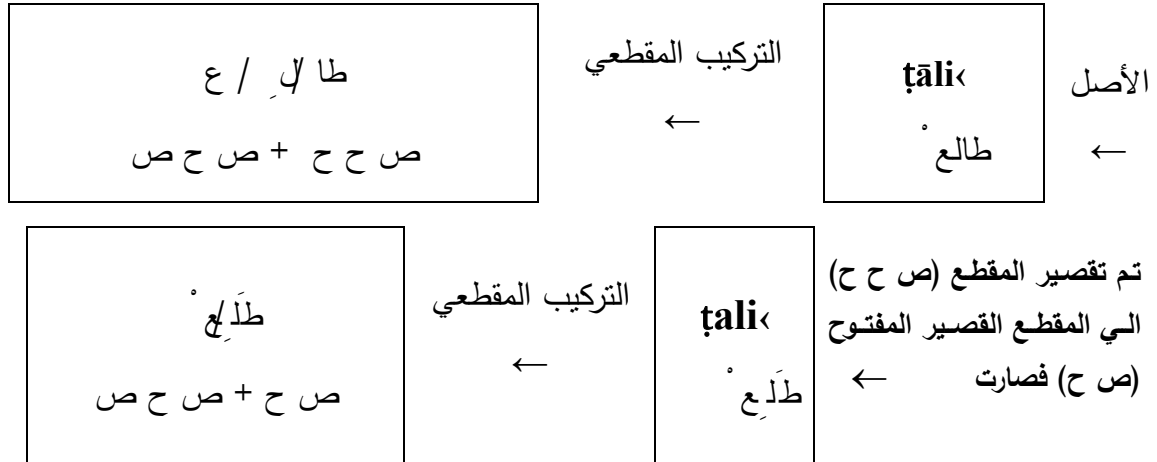 الأصل
←
ṭāli‹
طالع ْ
التركيب المقطعي
←
طا / لِ / ع
ص ح ح + ص ح ص
تم تقصير المقطع (ص ح ح)
الي المقطع القصير المفتوح
(ص ح) فصارت ←
ṭali‹
طَلِع ْ
التركيب المقطعي
←
طَ / لِع ْ
ص ح + ص ح ص